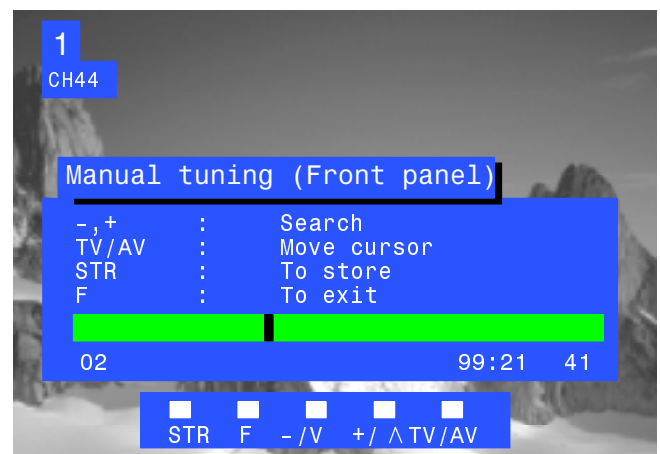 1
CH44
Manual tuning (Front panel)
-,+ : Search
TV/AV : Move cursor
STR : To store
F : To exit
02 99:21 41
STR F -/V +/ΛTV/AV